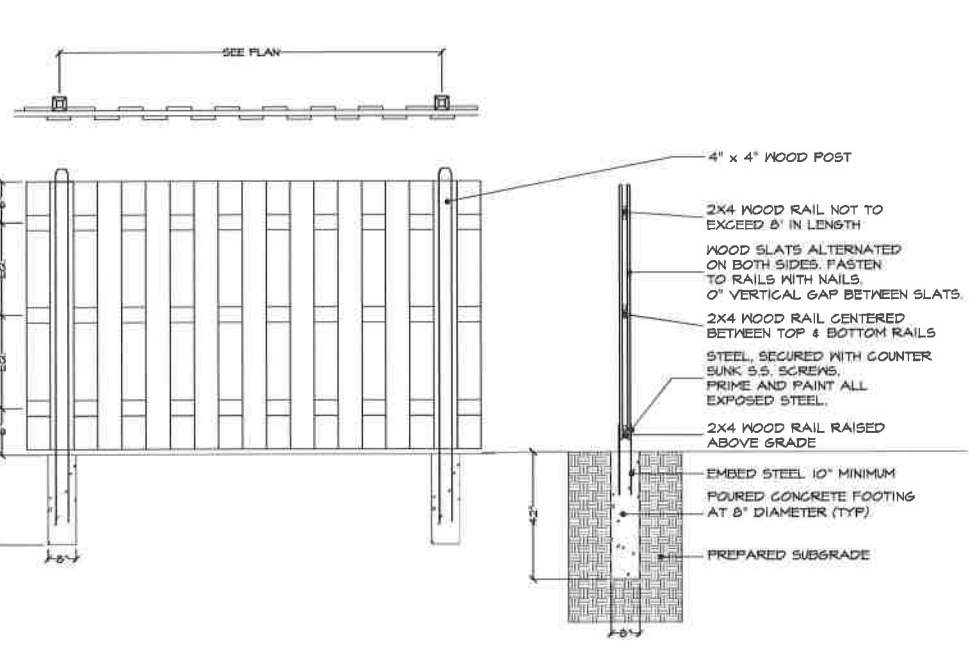 SEE PLAN
4" x 4" WOOD POST
2X4 WOOD RAIL NOT TO
EXCEED 8' IN LENGTH
WOOD SLATS ALTERNATED
ON BOTH SIDES. FASTEN
TO RAILS WITH NAILS.
0" VERTICAL GAP BETWEEN SLATS.
2X4 WOOD RAIL CENTERED
BETWEEN TOP & BOTTOM RAILS
STEEL, SECURED WITH COUNTER
SUNK S.S. SCREWS.
PRIME AND PAINT ALL
EXPOSED STEEL.
2X4 WOOD RAIL RAISED
ABOVE GRADE
EMBED STEEL 10" MINIMUM
POURED CONCRETE FOOTING
AT 8" DIAMETER (TYP)
PREPARED SUBGRADE
42"
8"
8"